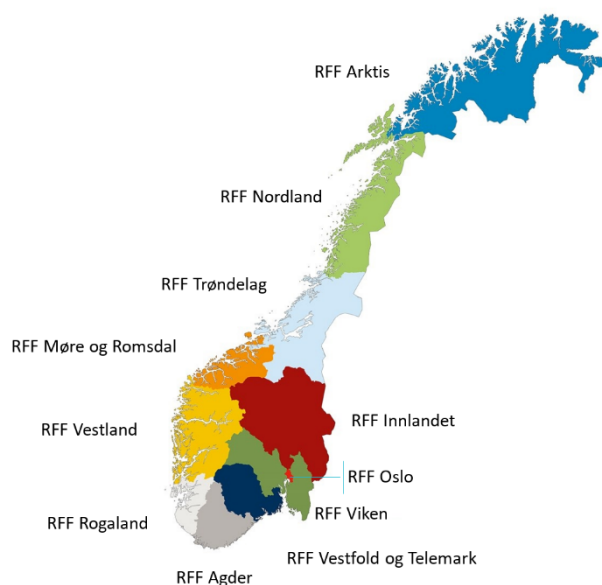 RFF Arktis
RFF Nordland
RFF Trøndelag
RFF Møre og Romsdal
RFF Vestland
RFF Innlandet
RFF Oslo
RFF Rogaland
RFF Viken
RFF Vestfold og Telemark
RFF Agder